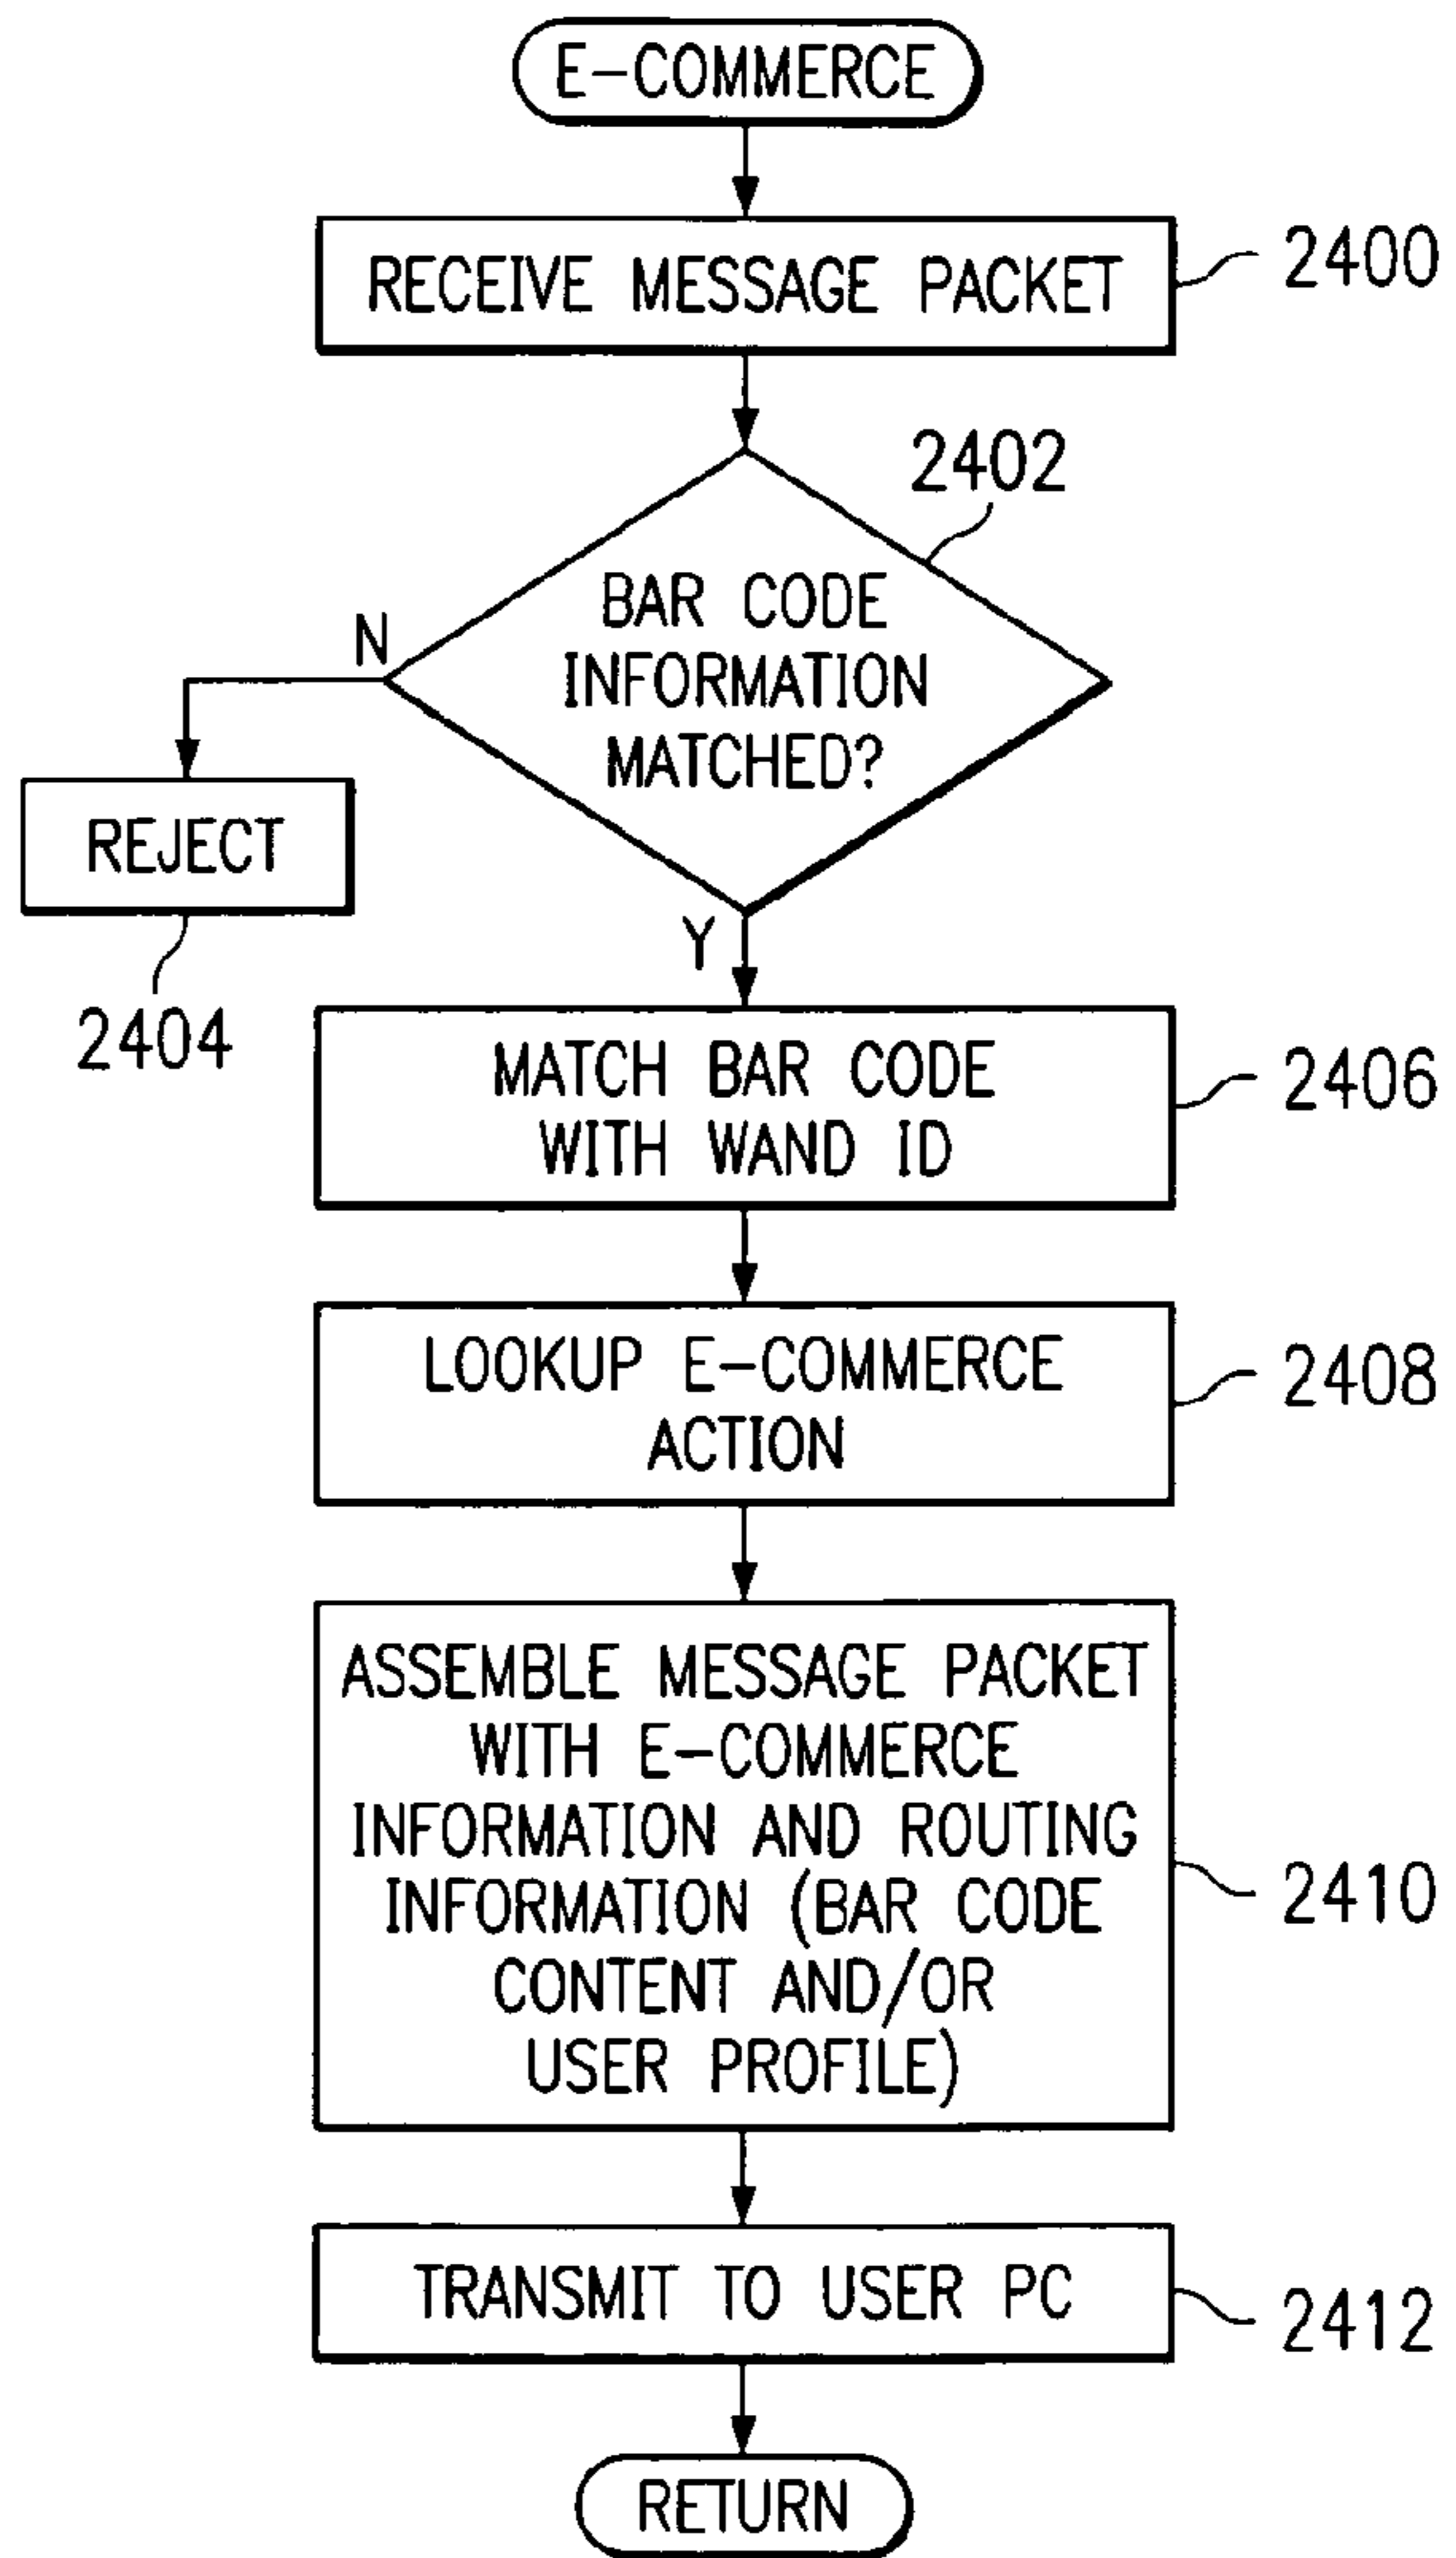 E-COMMERCE
RECEIVE MESSAGE PACKET
2400
2402
BAR CODE
INFORMATION
MATCHED?
N
REJECT
2404
Y
MATCH BAR CODE
WITH WAND ID
2406
LOOKUP E-COMMERCE
ACTION
2408
ASSEMBLE MESSAGE PACKET
WITH E-COMMERCE
INFORMATION AND ROUTING
INFORMATION (BAR CODE
CONTENT AND/OR
USER PROFILE)
2410
TRANSMIT TO USER PC
2412
RETURN